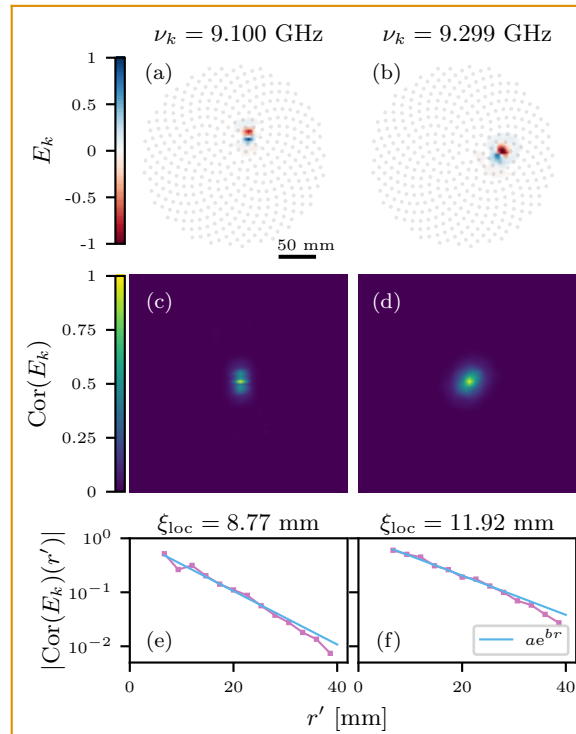 ν_k = 9.100 GHz
ν_k = 9.299 GHz
(a)
(b)
1
0.5
0
-0.5
-1
E_k
50 mm
(c)
(d)
1
0.75
0.5
0.25
0
Cor(E_k)
ξ_loc = 8.77 mm
ξ_loc = 11.92 mm
10^0
10^{-1}
10^{-2}
|Cor(E_k)(r′)|
(e)
(f)
ae^{br}
0
20
40
0
20
40
r′ [mm]